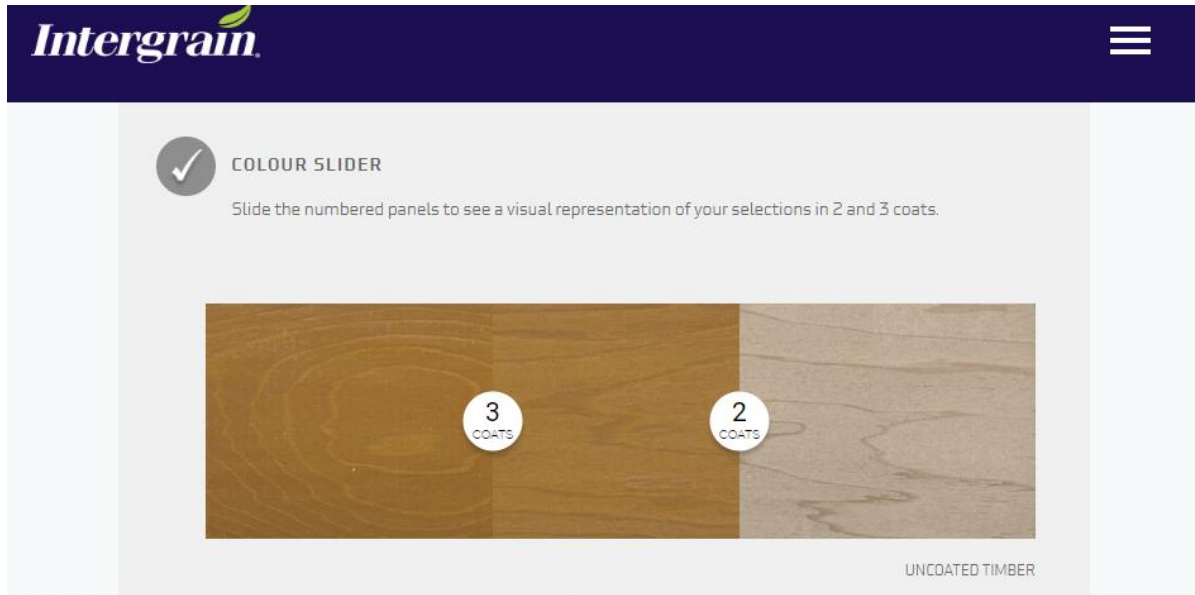 Intergrain®
COLOUR SLIDER
Slide the numbered panels to see a visual representation of your selections in 2 and 3 coats.
3
COATS
2
COATS
UNCOATED TIMBER